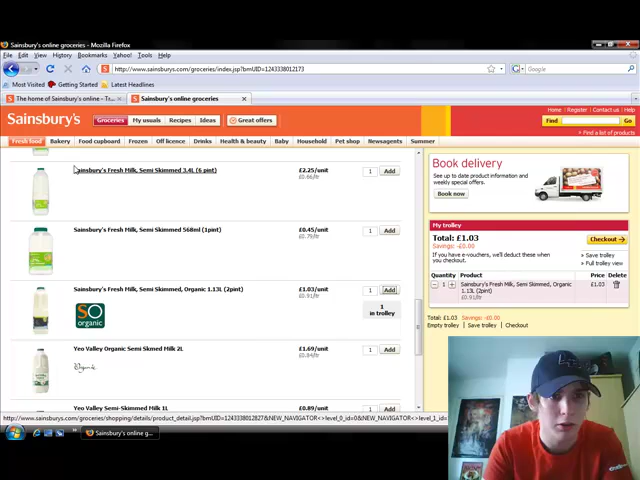 Sainsbury's online groceries - Mozilla Firefox
File Edit View History Bookmarks Yahoo! Tools Help
http://www.sainsburys.com/groceries/index.jsp?bmUID=1243338012173
Google
Most Visited Getting Started Latest Headlines
The home of Sainsbury's online - Ta...
Sainsbury's online groceries
Home | Register | Contact us | Help
Sainsbury's
Groceries My usuals Recipes Ideas Great offers
Find Go
Find a list of products
Fresh food Bakery Food cupboard Frozen Off licence Drinks Health & beauty Baby Household Pet shop Newsagents Summer
Sainsbury's Fresh Milk, Semi Skimmed 3.4L (6 pint) £2.25/unit 1 Add
£0.66/ltr
Sainsbury's Fresh Milk, Semi Skimmed 568ml (1pint) £0.45/unit 1 Add
£0.79/ltr
Sainsbury's Fresh Milk, Semi Skimmed, Organic 1.13L (2pint) £1.03/unit 1 Add
£0.91/ltr
1
in trolley
SO
organic
Yeo Valley Organic Semi Skmed Milk 2L £1.69/unit 1 Add
£0.84/ltr
Organic
Yeo Valley Semi-Skimmed Milk 1L £0.89/unit 1 Add
Book delivery
See up to date product information and
weekly special offers.
Book now
My trolley
Total: £1.03
Savings: -£0.00
Checkout
If you have e-vouchers, we'll deduct these when
you checkout.
Save trolley
Full trolley view
Quantity Product Price Delete
1 Sainsbury's Fresh Milk, Semi Skimmed, Organic £1.03
1.13L (2pint)
£0.91/ltr
Total: £1.03 Savings: -£0.00
Empty trolley | Save trolley | Checkout
http://www.sainsburys.com/groceries/shopping/details/product_detail.jsp?bmUID=1243338012827&NEW_NAVIGATOR<>level_0_id=0&NEW_NAVIGATOR<>level_1_id=
Sainsbury's online g...